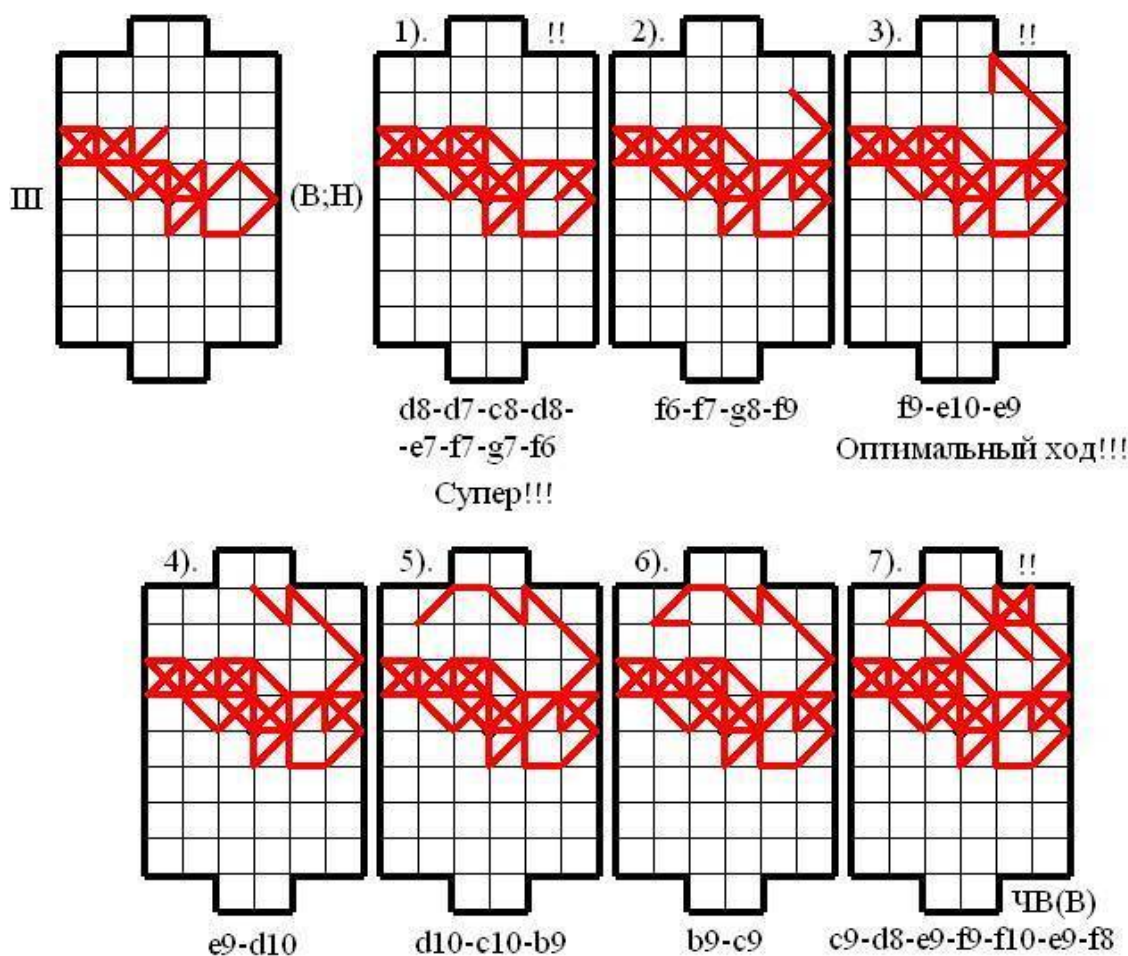 1). !! 2). 3). !!
Ш (В;Н)
d8-d7-c8-d8-
-e7-f7-g7-f6
Супер!!!
f6-f7-g8-f9
f9-e10-e9
Оптимальный ход!!!
4). 5). 6). 7). !!
ЧВ(В)
e9-d10 d10-c10-b9 b9-c9 c9-d8-e9-f9-f10-e9-f8